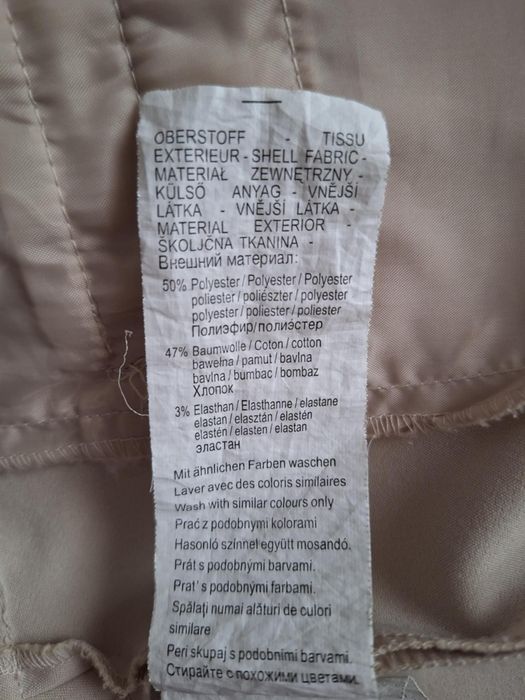 OBERSTOFF - TISSU
EXTERIEUR - SHELL FABRIC -
MATERIAŁ ZEWNĘTRZNY -
KÜLSŐ ANYAG - VNĚJŠÍ
LÁTKA - VNĚJŠÍ LÁTKA -
MATERIAL EXTERIOR -
ŠKOLJČNA TKANINA -
Внешний материал:
50% Polyester / Polyester / Polyester
poliester / poliészter / polyester
polyester / poliester / poliester
Полиэфир/полиэстер
47% Baumwolle / Coton / cotton
bawełna / pamut / bavlna
bavlna / bumbac / bombaz
Хлопок
3% Elasthan / Elasthanne / elastane
elastan / elasztán / elastén
elastén / elasten / elastan
эластан
Mit ähnlichen Farben waschen
Laver avec des coloris similaires
Wash with similar colours only
Prać z podobnymi kolorami
Hasonló színnel együtt mosandó.
Prát s podobnými barvami.
Prat' s podobnými farbami.
Spălați numai alături de culori
similare
Peri skupaj s podobnimi barvami.
Стирайте с похожими цветами.